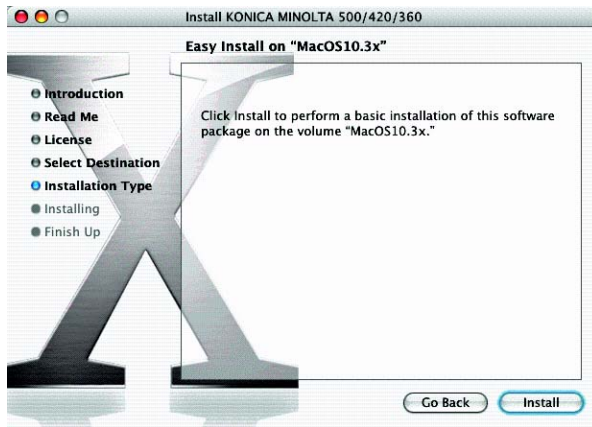 Install KONICA MINOLTA 500/420/360
Easy Install on “MacOS10.3x”
Introduction
Read Me
License
Select Destination
Installation Type
Installing
Finish Up
Click Install to perform a basic installation of this software
package on the volume “MacOS10.3x.”
Go Back
Install